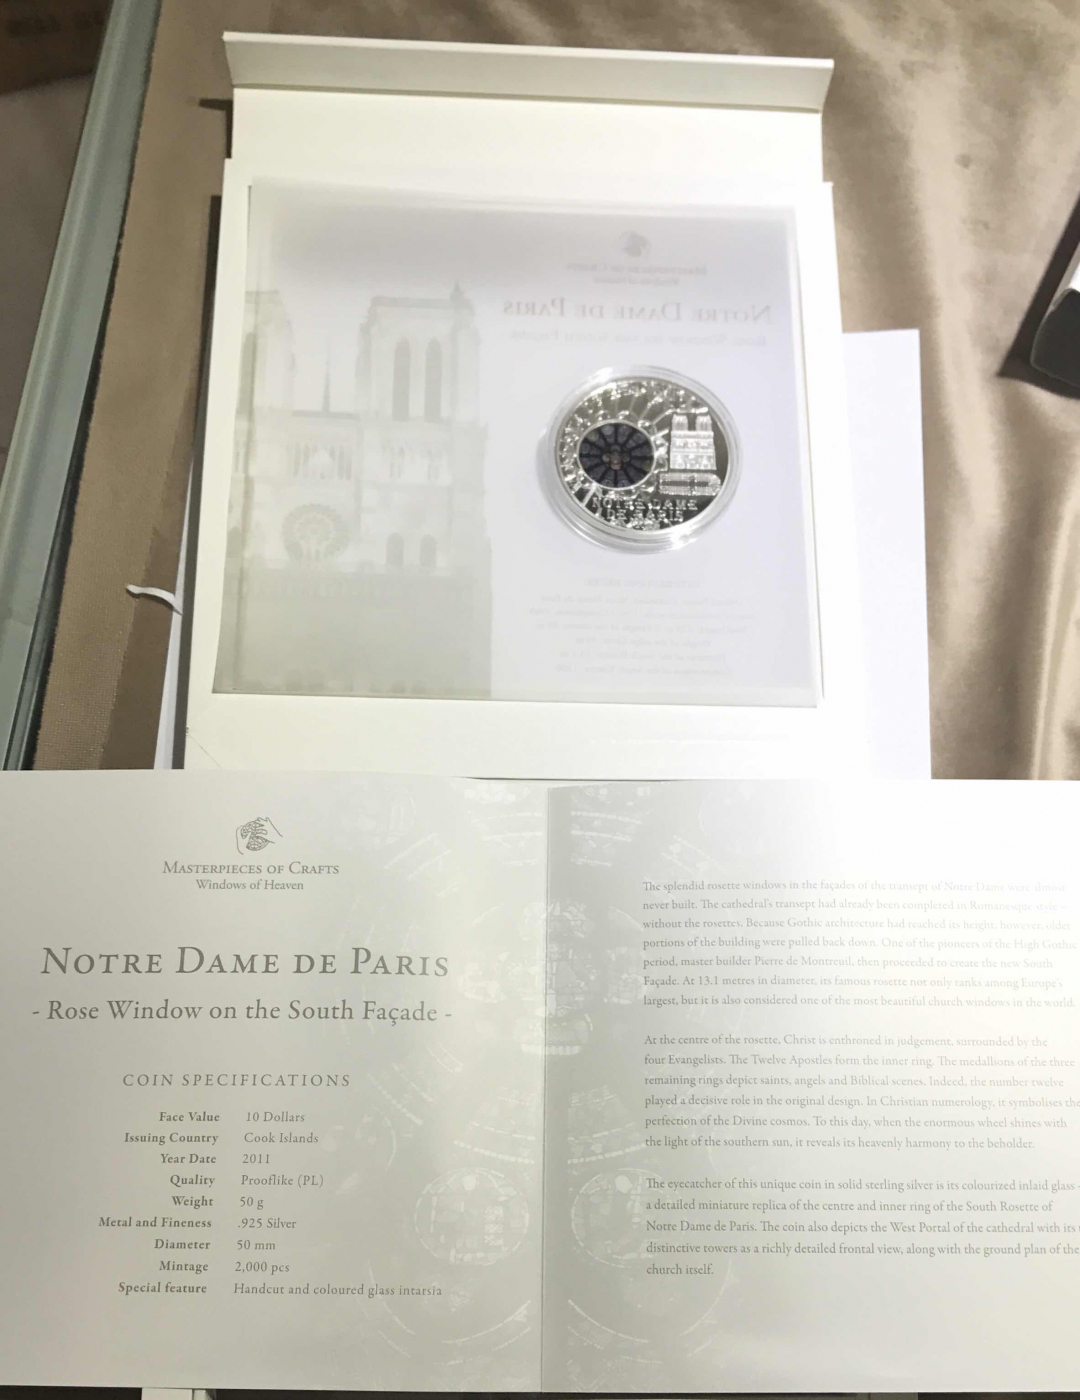 MASTERPIECES OF CRAFTS
NOTRE DAME DE PARIS
NOTRE DAME
DE PARIS
MASTERPIECES OF CRAFTS
Windows of Heaven
NOTRE DAME DE PARIS
- Rose Window on the South Façade -
COIN SPECIFICATIONS
Face Value 10 Dollars
Issuing Country Cook Islands
Year Date 2011
Quality Prooflike (PL)
Weight 50 g
Metal and Fineness .925 Silver
Diameter 50 mm
Mintage 2,000 pcs
Special feature Handcut and coloured glass intarsia
The splendid rosette windows in the façades of the transept of Notre Dame were almost
never built. The cathedral's transept had already been completed in Romanesque style –
without the rosettes. Because Gothic architecture had reached its height, however, older
portions of the building were pulled back down. One of the pioneers of the High Gothic
period, master builder Pierre de Montreuil, then proceeded to create the new South
Façade. At 13.1 metres in diameter, its famous rosette not only ranks among Europe's
largest, but it is also considered one of the most beautiful church windows in the world.
At the centre of the rosette, Christ is enthroned in judgement, surrounded by the
four Evangelists. The Twelve Apostles form the inner ring. The medallions of the three
remaining rings depict saints, angels and Biblical scenes. Indeed, the number twelve
played a decisive role in the original design. In Christian numerology, it symbolises the
perfection of the Divine cosmos. To this day, when the enormous wheel shines with
the light of the southern sun, it reveals its heavenly harmony to the beholder.
The eyecatcher of this unique coin in solid sterling silver is its colourized inlaid glass –
a detailed miniature replica of the centre and inner ring of the South Rosette of
Notre Dame de Paris. The coin also depicts the West Portal of the cathedral with its
distinctive towers as a richly detailed frontal view, along with the ground plan of the
church itself.